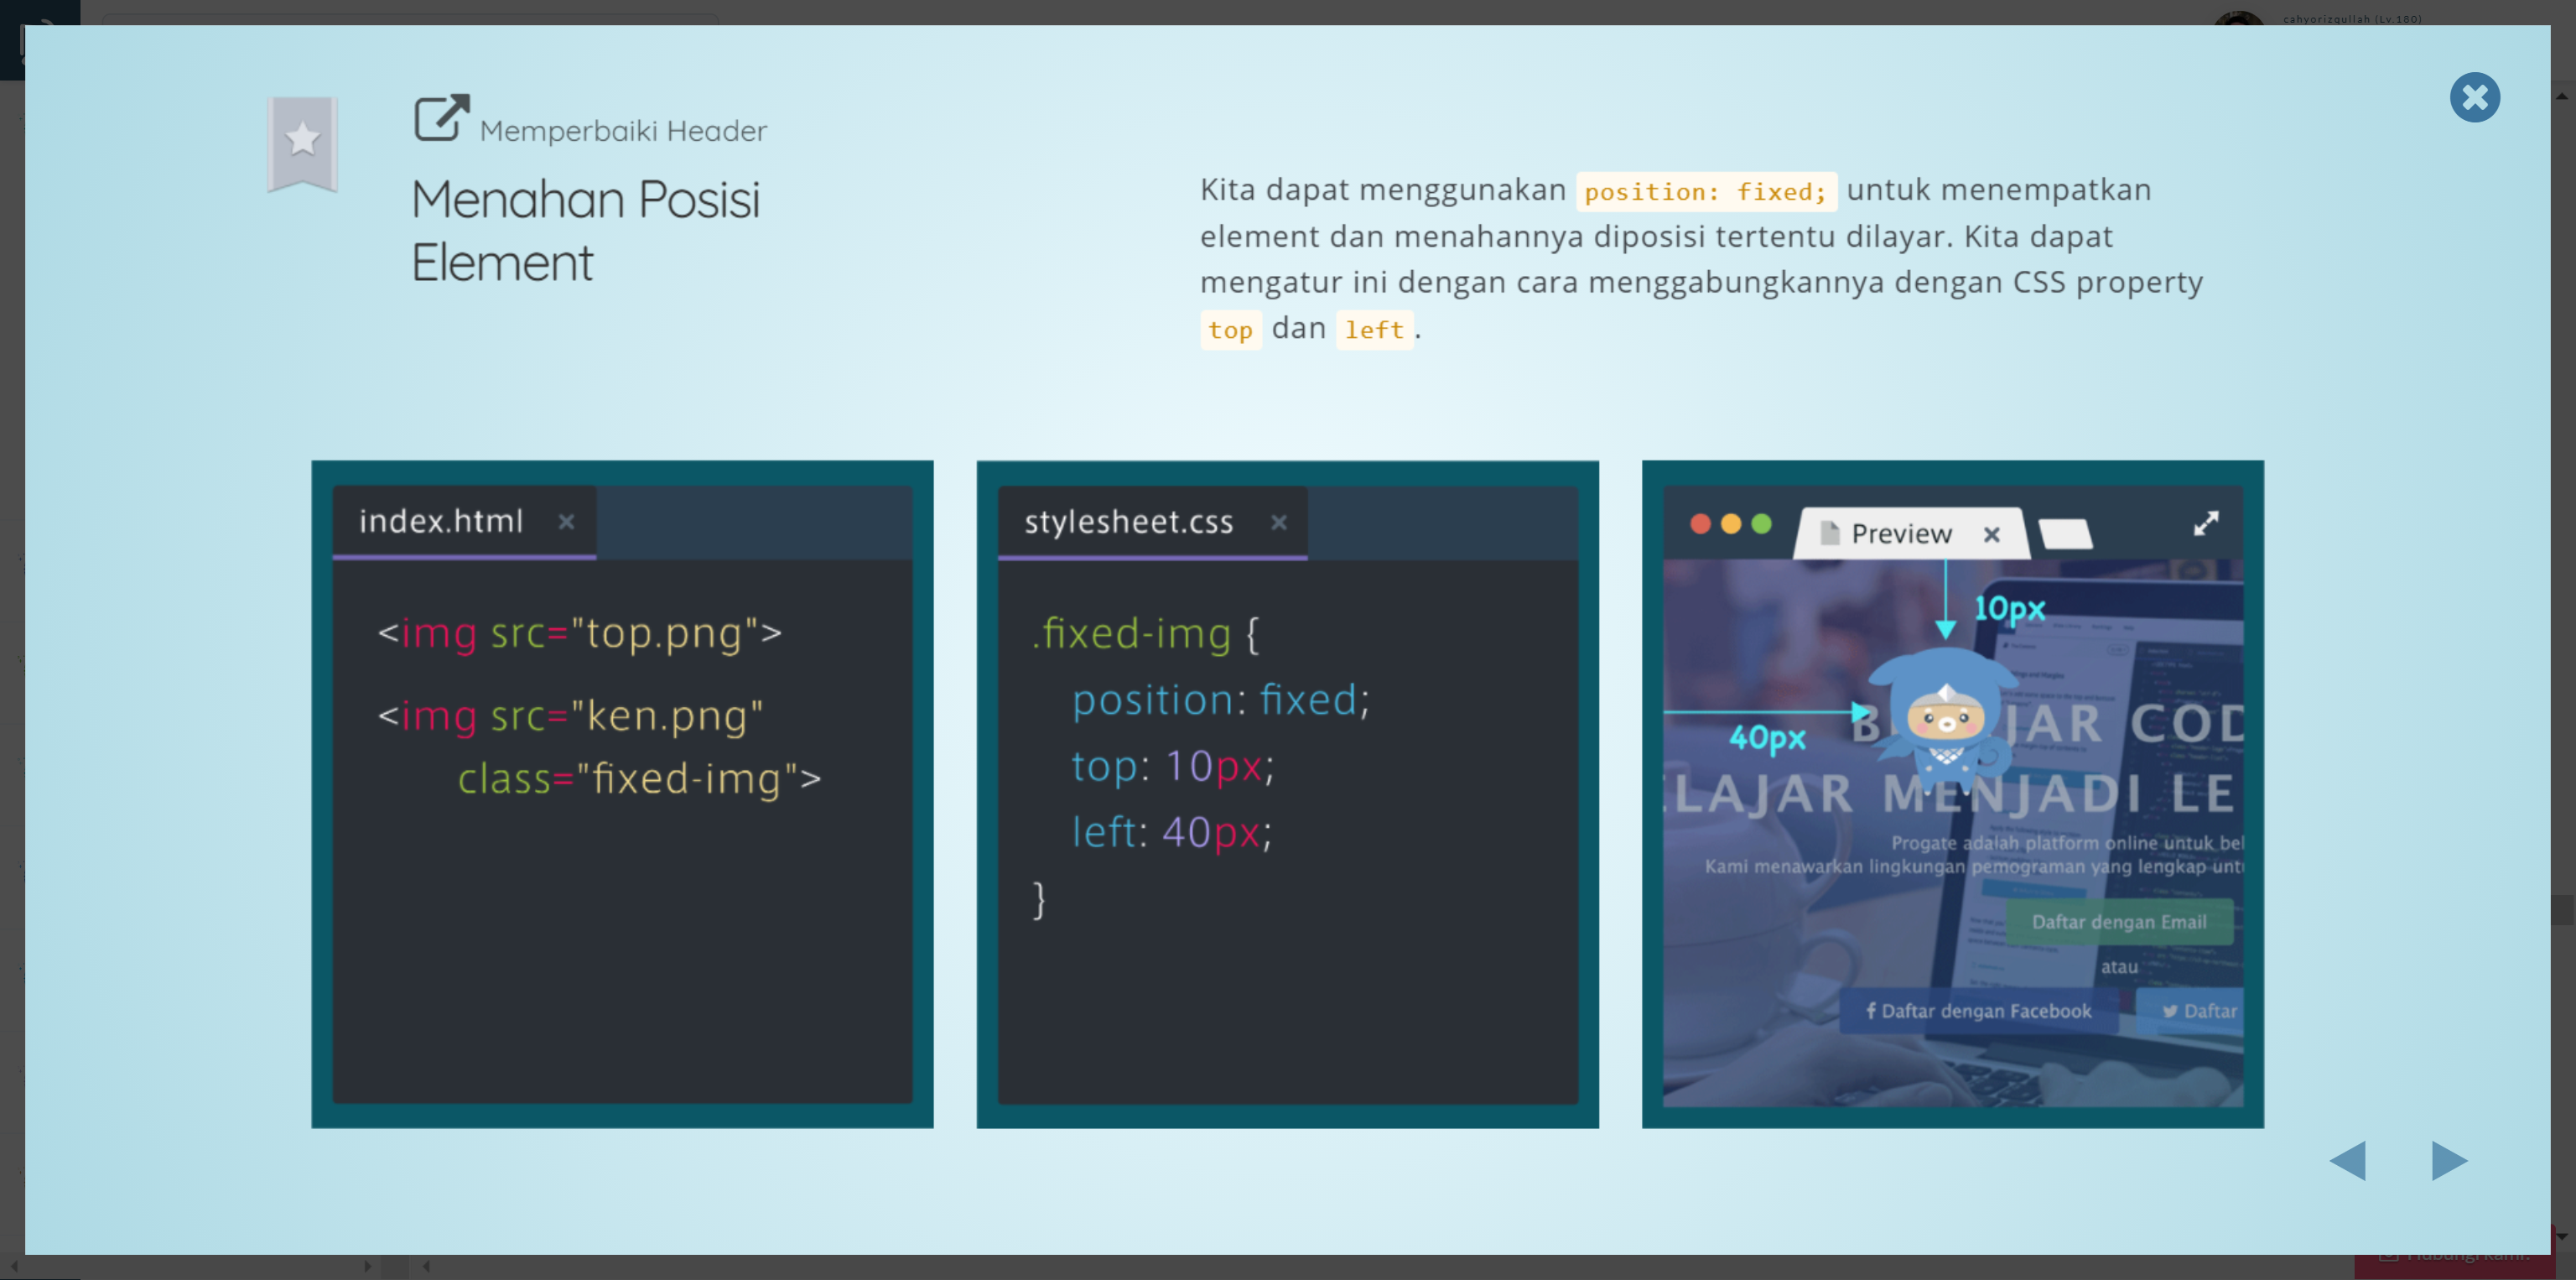 cahyorizqullah (Lv.180)
Memperbaiki Header
Menahan Posisi
Element
Kita dapat menggunakan position: fixed; untuk menempatkan
element dan menahannya diposisi tertentu dilayar. Kita dapat
mengatur ini dengan cara menggabungkannya dengan CSS property
top dan left.
index.html
<img src="top.png">
<img src="ken.png"
class="fixed-img">
stylesheet.css
.fixed-img {
position: fixed;
top: 10px;
left: 40px;
}
Preview
10px
40px
JAR COD
ELAJAR MENJADI LE
Progate adalah platform online untuk bel
Kami menawarkan lingkungan pemograman yang lengkap untu
Daftar dengan Email
atau
f Daftar dengan Facebook
Daftar